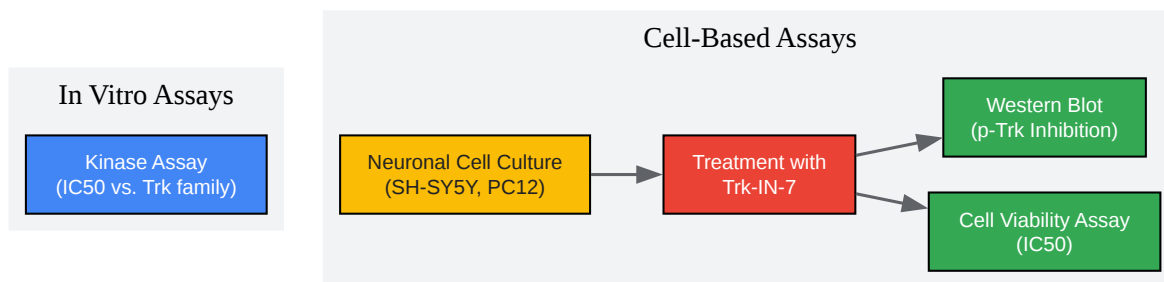 In Vitro Assays
Kinase Assay
(IC50 vs. Trk family)
Cell-Based Assays
Neuronal Cell Culture
(SH-SY5Y, PC12)
Treatment with
Trk-IN-7
Western Blot
(p-Trk Inhibition)
Cell Viability Assay
(IC50)